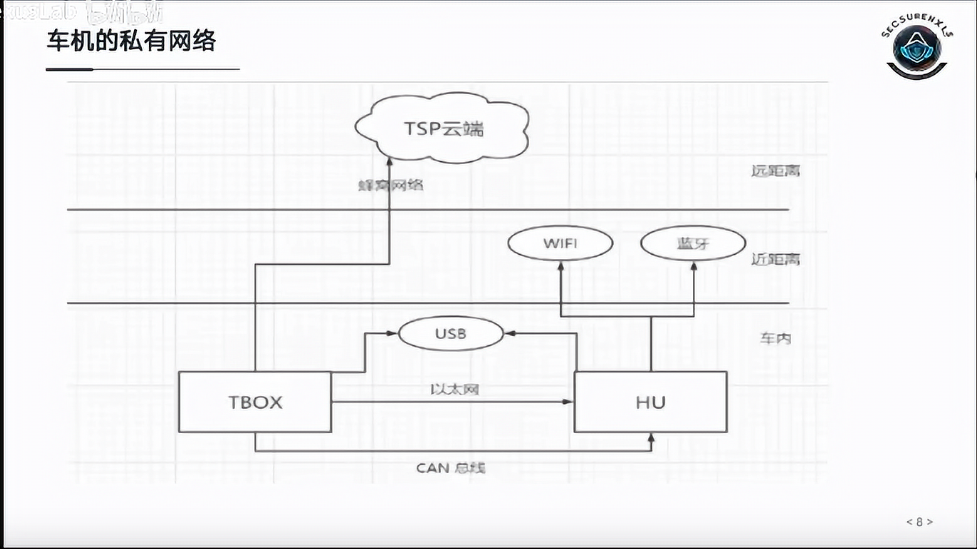 车机的私有网络
SECSURENXLS
TSP云端
蜂窝网络
远距离
WIFI
蓝牙
近距离
USB
车内
以太网
TBOX
HU
CAN 总线
< 8 >